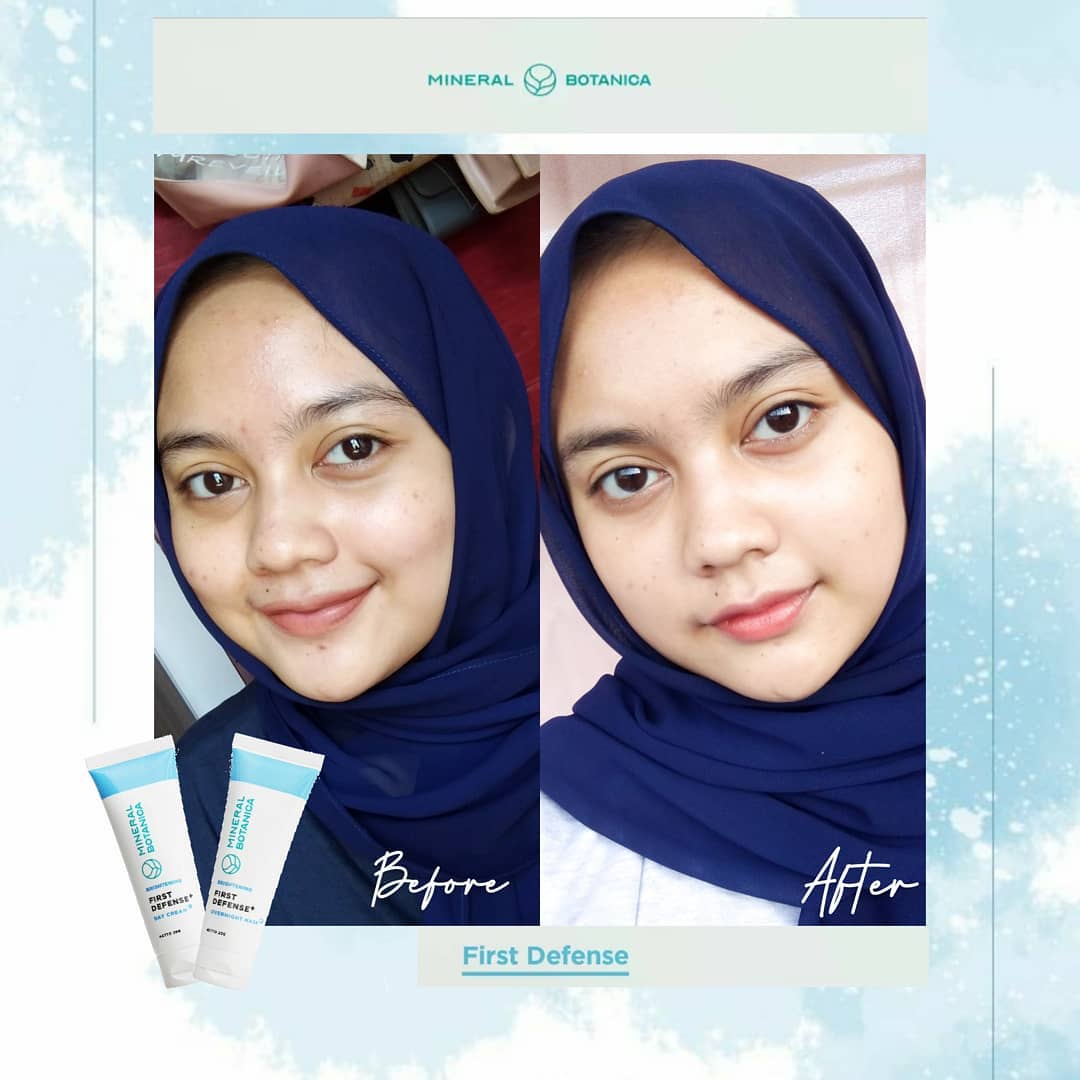 MINERAL BOTANICA
Before
After
First Defense
MINERAL
BOTANICA
BRIGHTENING
FIRST
DEFENSE+
DAY CREAM
MINERAL
BOTANICA
BRIGHTENING
FIRST
DEFENSE+
OVERNIGHT MASK